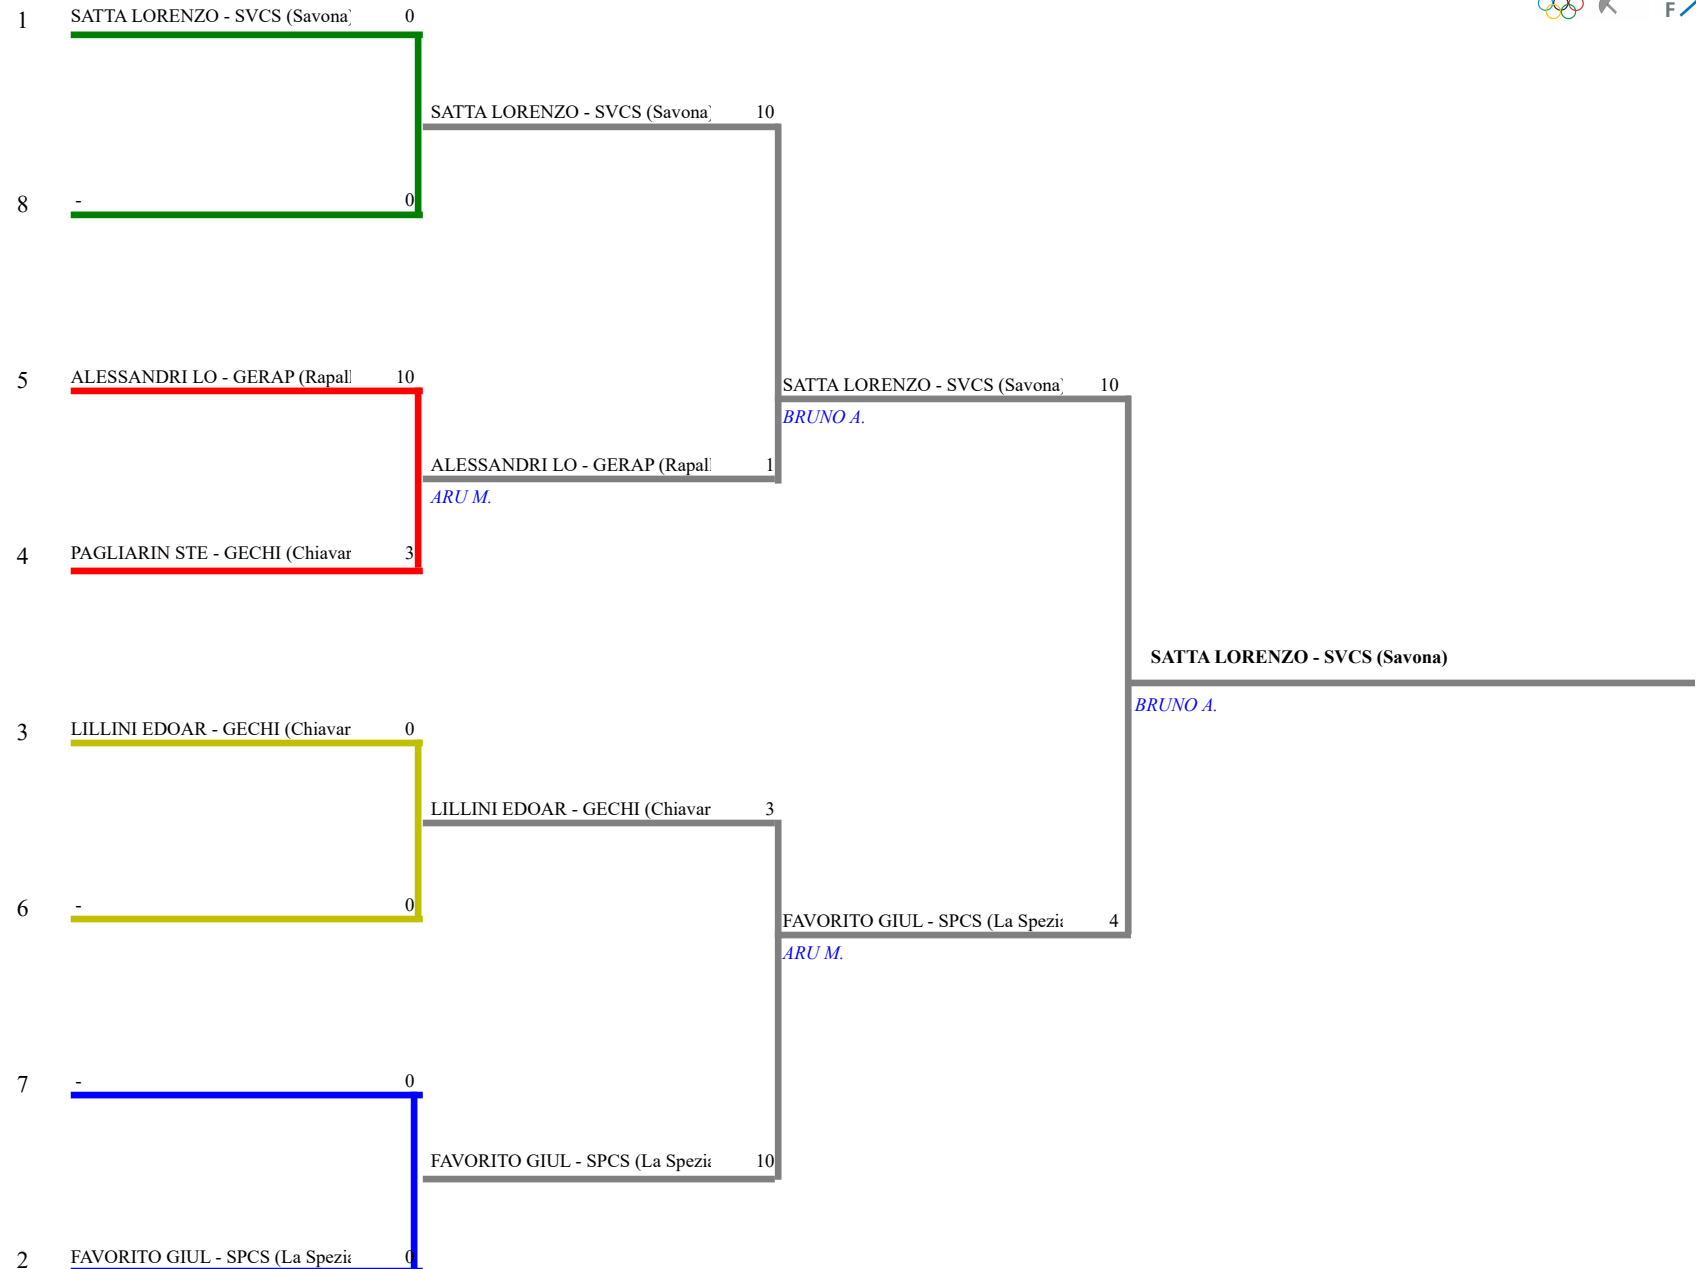 1 SATTA LORENZO - SVCS (Savona) 0
F
SATTA LORENZO - SVCS (Savona) 10
8 - 0
5 ALESSANDRI LO - GERAP (Rapall 10
SATTA LORENZO - SVCS (Savona) 10
BRUNO A.
ALESSANDRI LO - GERAP (Rapall 1
ARU M.
4 PAGLIARIN STE - GECHI (Chiavar 3
SATTA LORENZO - SVCS (Savona)
BRUNO A.
3 LILLINI EDOAR - GECHI (Chiavar 0
LILLINI EDOAR - GECHI (Chiavar 3
6 - 0
FAVORITO GIUL - SPCS (La Spezia 4
ARU M.
7 - 0
FAVORITO GIUL - SPCS (La Spezia 10
2 FAVORITO GIUL - SPCS (La Spezia 0